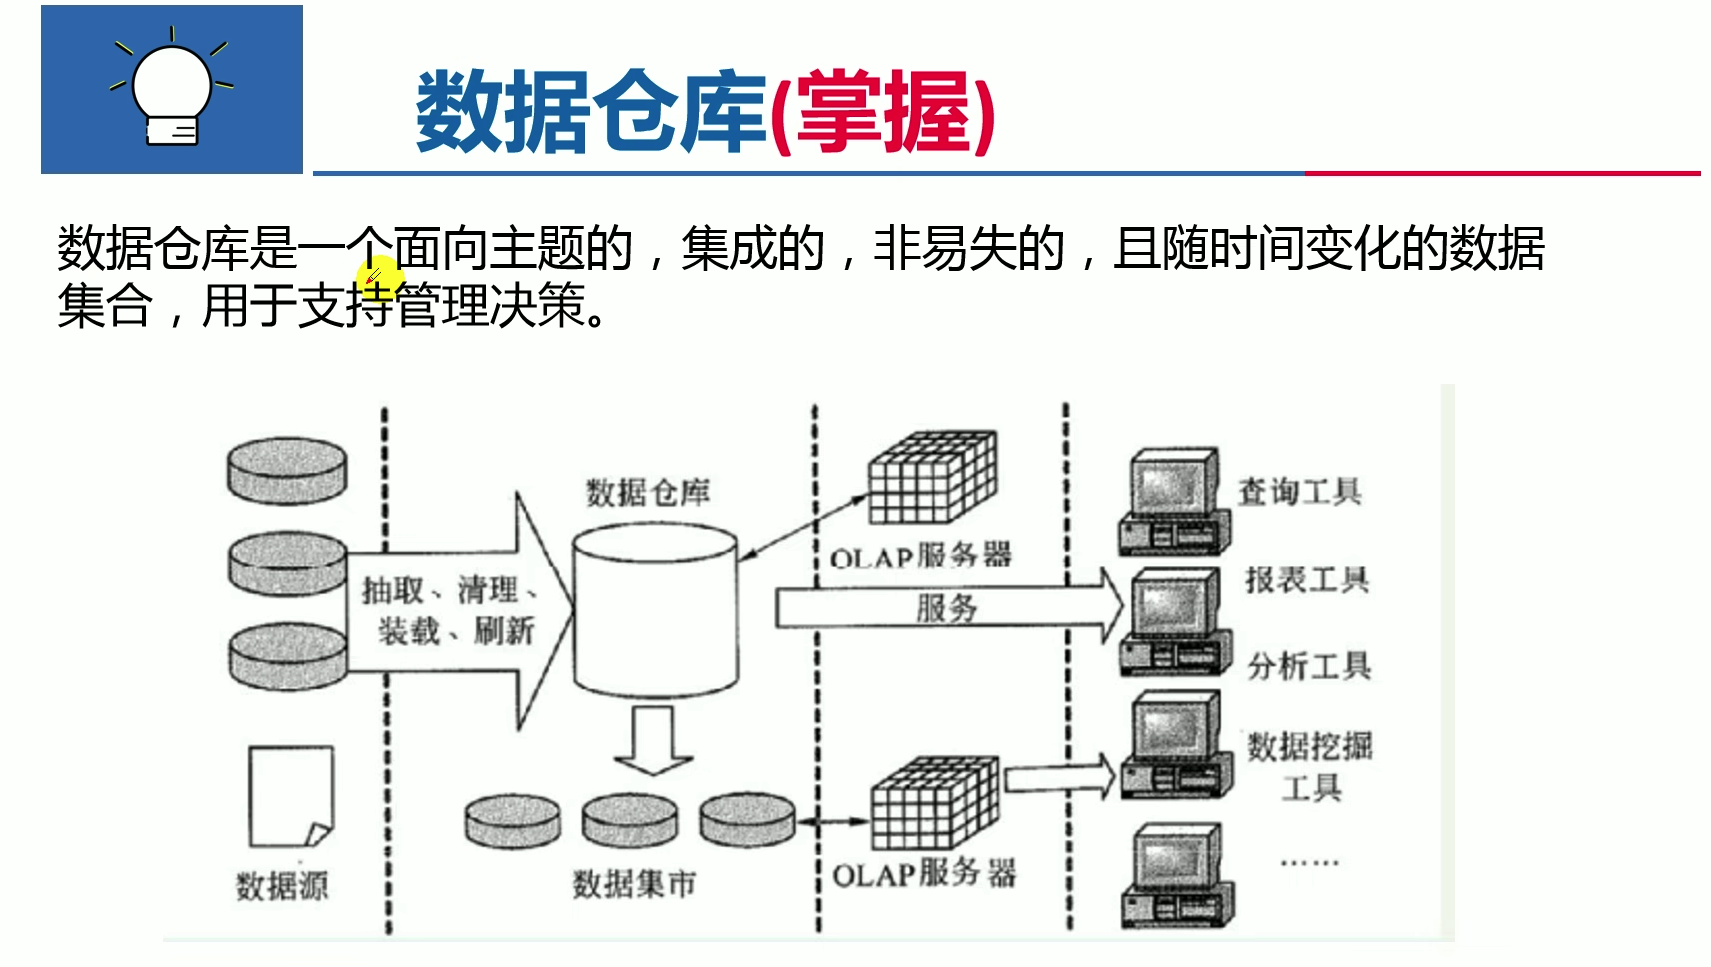 数据仓库(掌握)
数据仓库是一个面向主题的，集成的，非易失的，且随时间变化的数据
集合，用于支持管理决策。
数据仓库
抽取、清理、
装载、刷新
OLAP服务器
服务
查询工具
报表工具
分析工具
数据挖掘
工具
……
数据源
数据集市
OLAP服务器